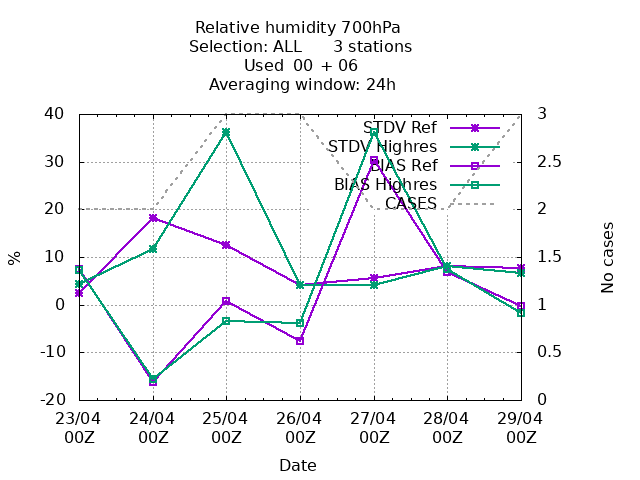 Relative humidity 700hPa
Selection: ALL 3 stations
Used 00 + 06
Averaging window: 24h
40 3
STDV Ref
STDV Highres
30 2.5
BIAS Ref
BIAS Highres
CASES
20 2
10 1.5
% No cases
0 1
-10 0.5
-20 0
23/04 24/04 25/04 26/04 27/04 28/04 29/04
00Z 00Z 00Z 00Z 00Z 00Z 00Z
Date